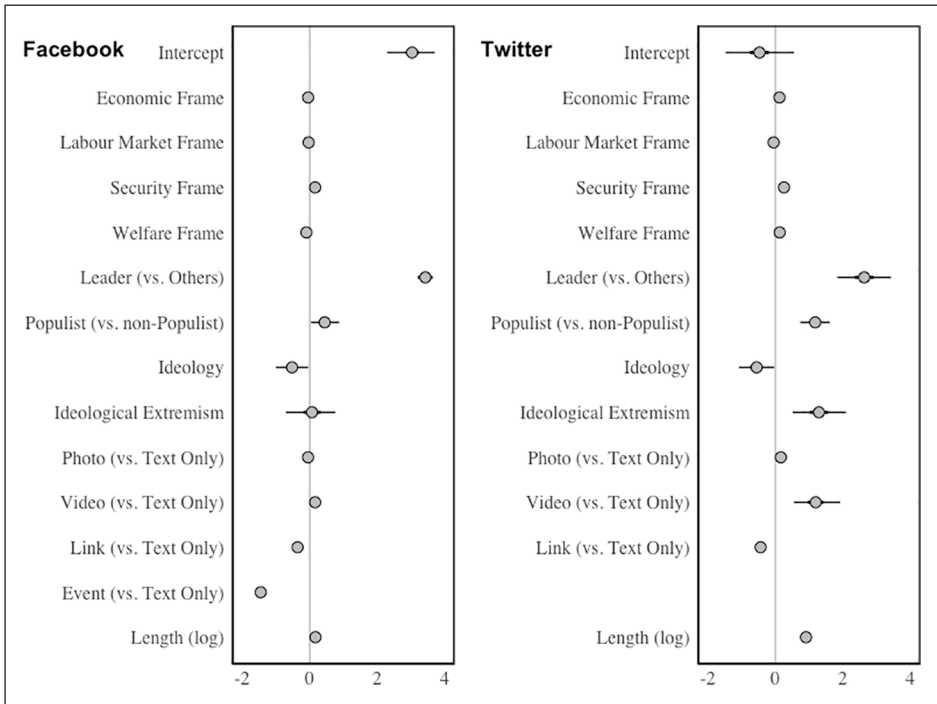 Facebook
Intercept
Economic Frame
Labour Market Frame
Security Frame
Welfare Frame
Leader (vs. Others)
Populist (vs. non-Populist)
Ideology
Ideological Extremism
Photo (vs. Text Only)
Video (vs. Text Only)
Link (vs. Text Only)
Event (vs. Text Only)
Length (log)
-2 0 2 4
Twitter
Intercept
Economic Frame
Labour Market Frame
Security Frame
Welfare Frame
Leader (vs. Others)
Populist (vs. non-Populist)
Ideology
Ideological Extremism
Photo (vs. Text Only)
Video (vs. Text Only)
Link (vs. Text Only)
Length (log)
-2 0 2 4